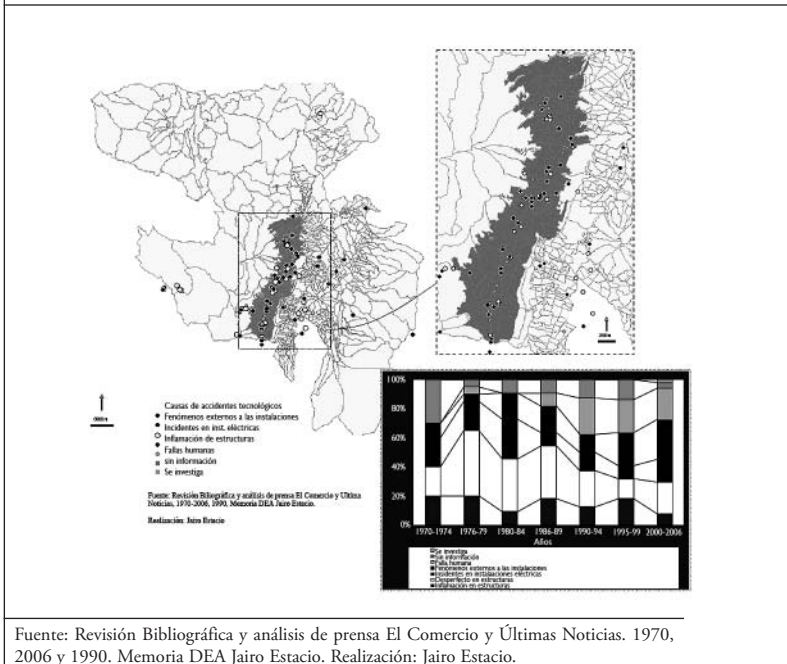 Causas de accidentes tecnológicos
Fenómenos externos a las instalaciones
Incidentes en inst. eléctricas
Inflamación de estructuras
Fallas humanas
sin información
Se investiga
Fuente: Revisión Bibliográfica y análisis de prensa El Comercio y Ultima
Noticias, 1970-2006, 1990, Memoria DEA Jairo Estacio.
Realización: Jairo Estacio
100%
80%
60%
40%
20%
0%
1970-1974 1976-79 1980-84 1986-89 1990-94 1995-99 2000-2006
Años
Se investiga
Sin información
Falla humana
Fenómenos externos a las instalaciones
Incidentes en instalaciones eléctricas
Desperfecto en estructuras
Inflamación en estructuras
Fuente: Revisión Bibliográfica y análisis de prensa El Comercio y Últimas Noticias. 1970,
2006 y 1990. Memoria DEA Jairo Estacio. Realización: Jairo Estacio.